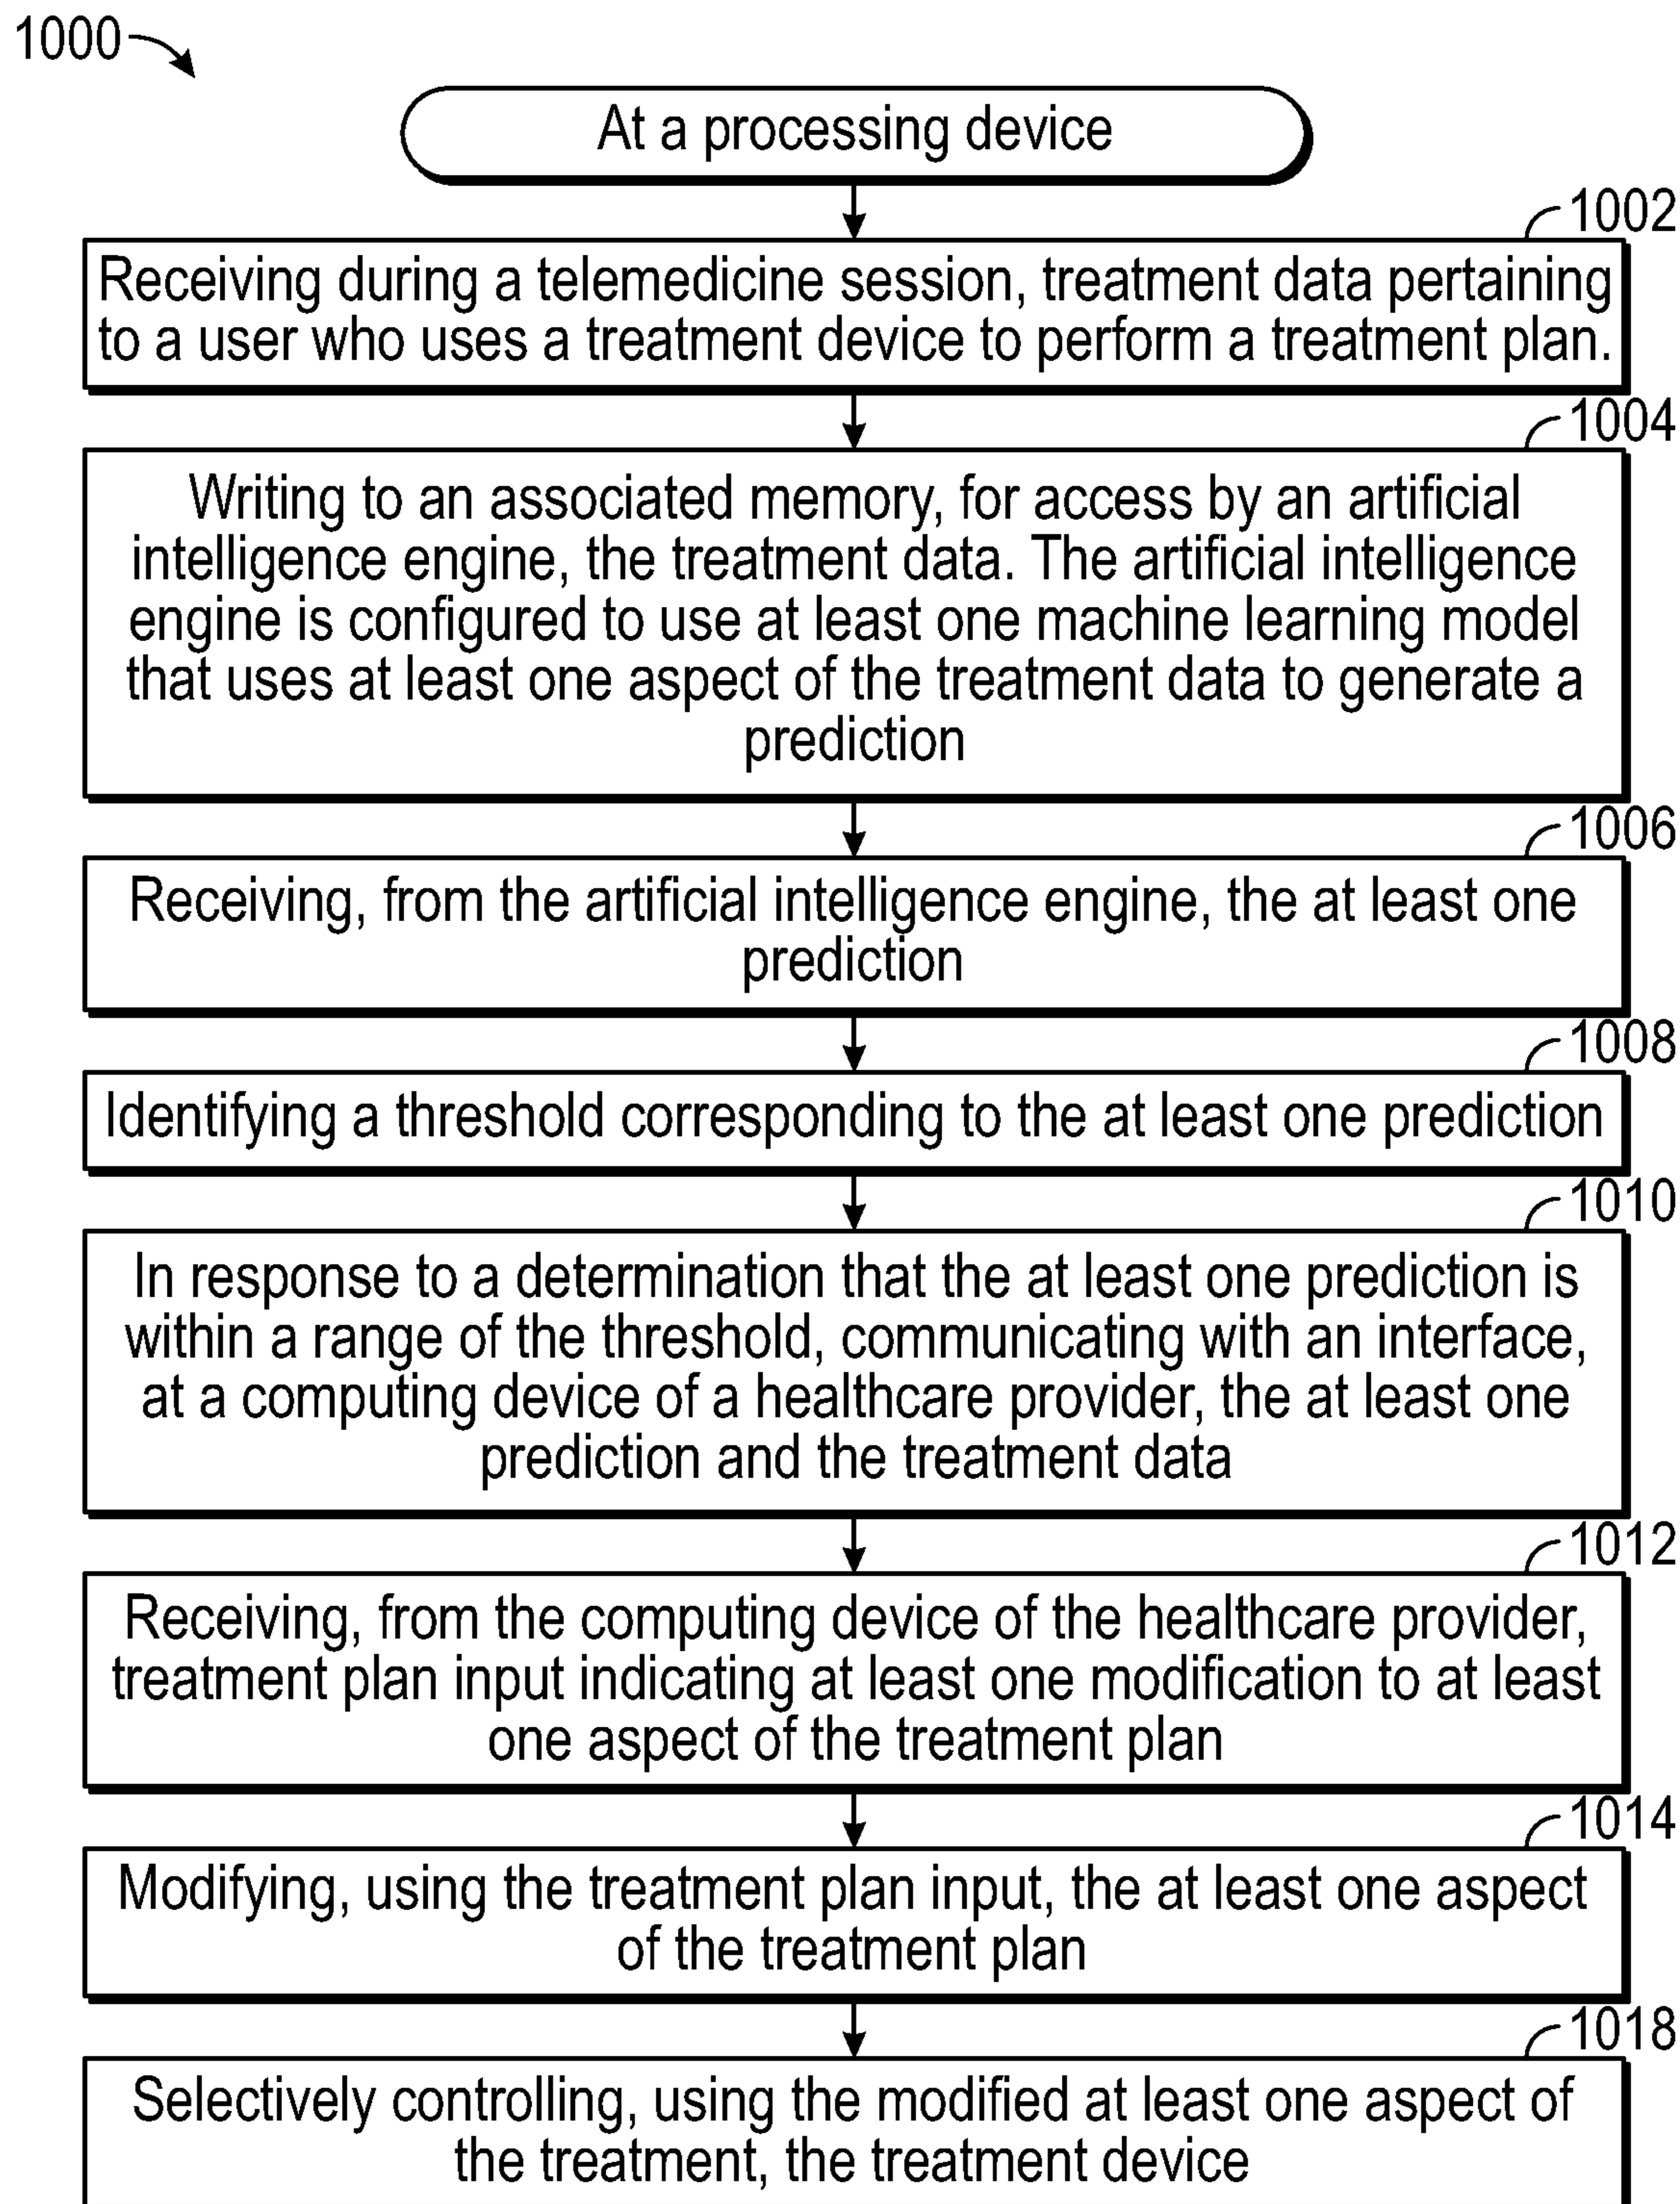 1000
At a processing device
1002
Receiving during a telemedicine session, treatment data pertaining
to a user who uses a treatment device to perform a treatment plan.
1004
Writing to an associated memory, for access by an artificial
intelligence engine, the treatment data. The artificial intelligence
engine is configured to use at least one machine learning model
that uses at least one aspect of the treatment data to generate a
prediction
1006
Receiving, from the artificial intelligence engine, the at least one
prediction
1008
Identifying a threshold corresponding to the at least one prediction
1010
In response to a determination that the at least one prediction is
within a range of the threshold, communicating with an interface,
at a computing device of a healthcare provider, the at least one
prediction and the treatment data
1012
Receiving, from the computing device of the healthcare provider,
treatment plan input indicating at least one modification to at least
one aspect of the treatment plan
1014
Modifying, using the treatment plan input, the at least one aspect
of the treatment plan
1018
Selectively controlling, using the modified at least one aspect of
the treatment, the treatment device